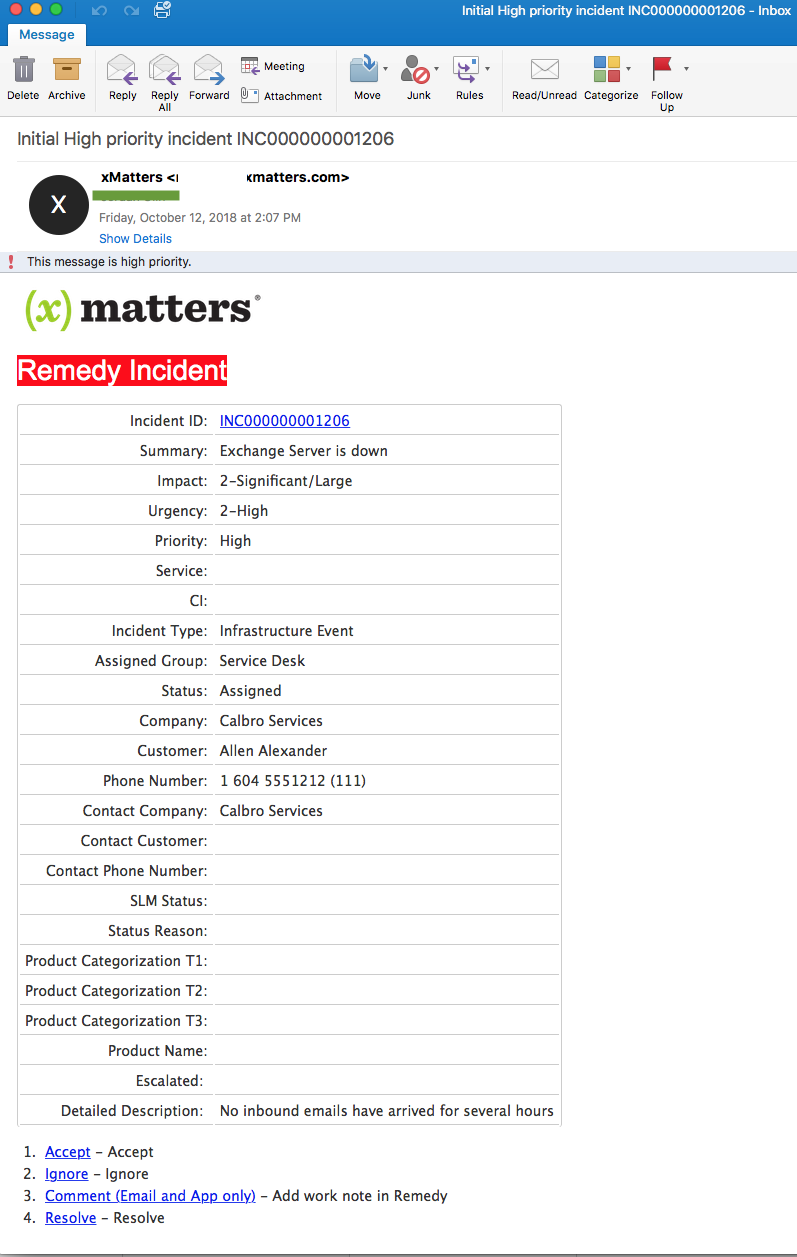 Initial High priority incident INC000000001206 - Inbox
Message
Delete
Archive
Reply
Reply All
Forward
Meeting
Attachment
Move
Junk
Rules
Read/Unread
Categorize
Follow Up
Initial High priority incident INC000000001206
xMatters <
xmatters.com>
X
Friday, October 12, 2018 at 2:07 PM
Show Details
This message is high priority.
(x) matters®
Remedy Incident
Incident ID: INC000000001206
Summary: Exchange Server is down
Impact: 2-Significant/Large
Urgency: 2-High
Priority: High
Service:
CI:
Incident Type: Infrastructure Event
Assigned Group: Service Desk
Status: Assigned
Company: Calbro Services
Customer: Allen Alexander
Phone Number: 1 604 5551212 (111)
Contact Company: Calbro Services
Contact Customer:
Contact Phone Number:
SLM Status:
Status Reason:
Product Categorization T1:
Product Categorization T2:
Product Categorization T3:
Product Name:
Escalated:
Detailed Description: No inbound emails have arrived for several hours
1. Accept - Accept
2. Ignore - Ignore
3. Comment (Email and App only) - Add work note in Remedy
4. Resolve - Resolve